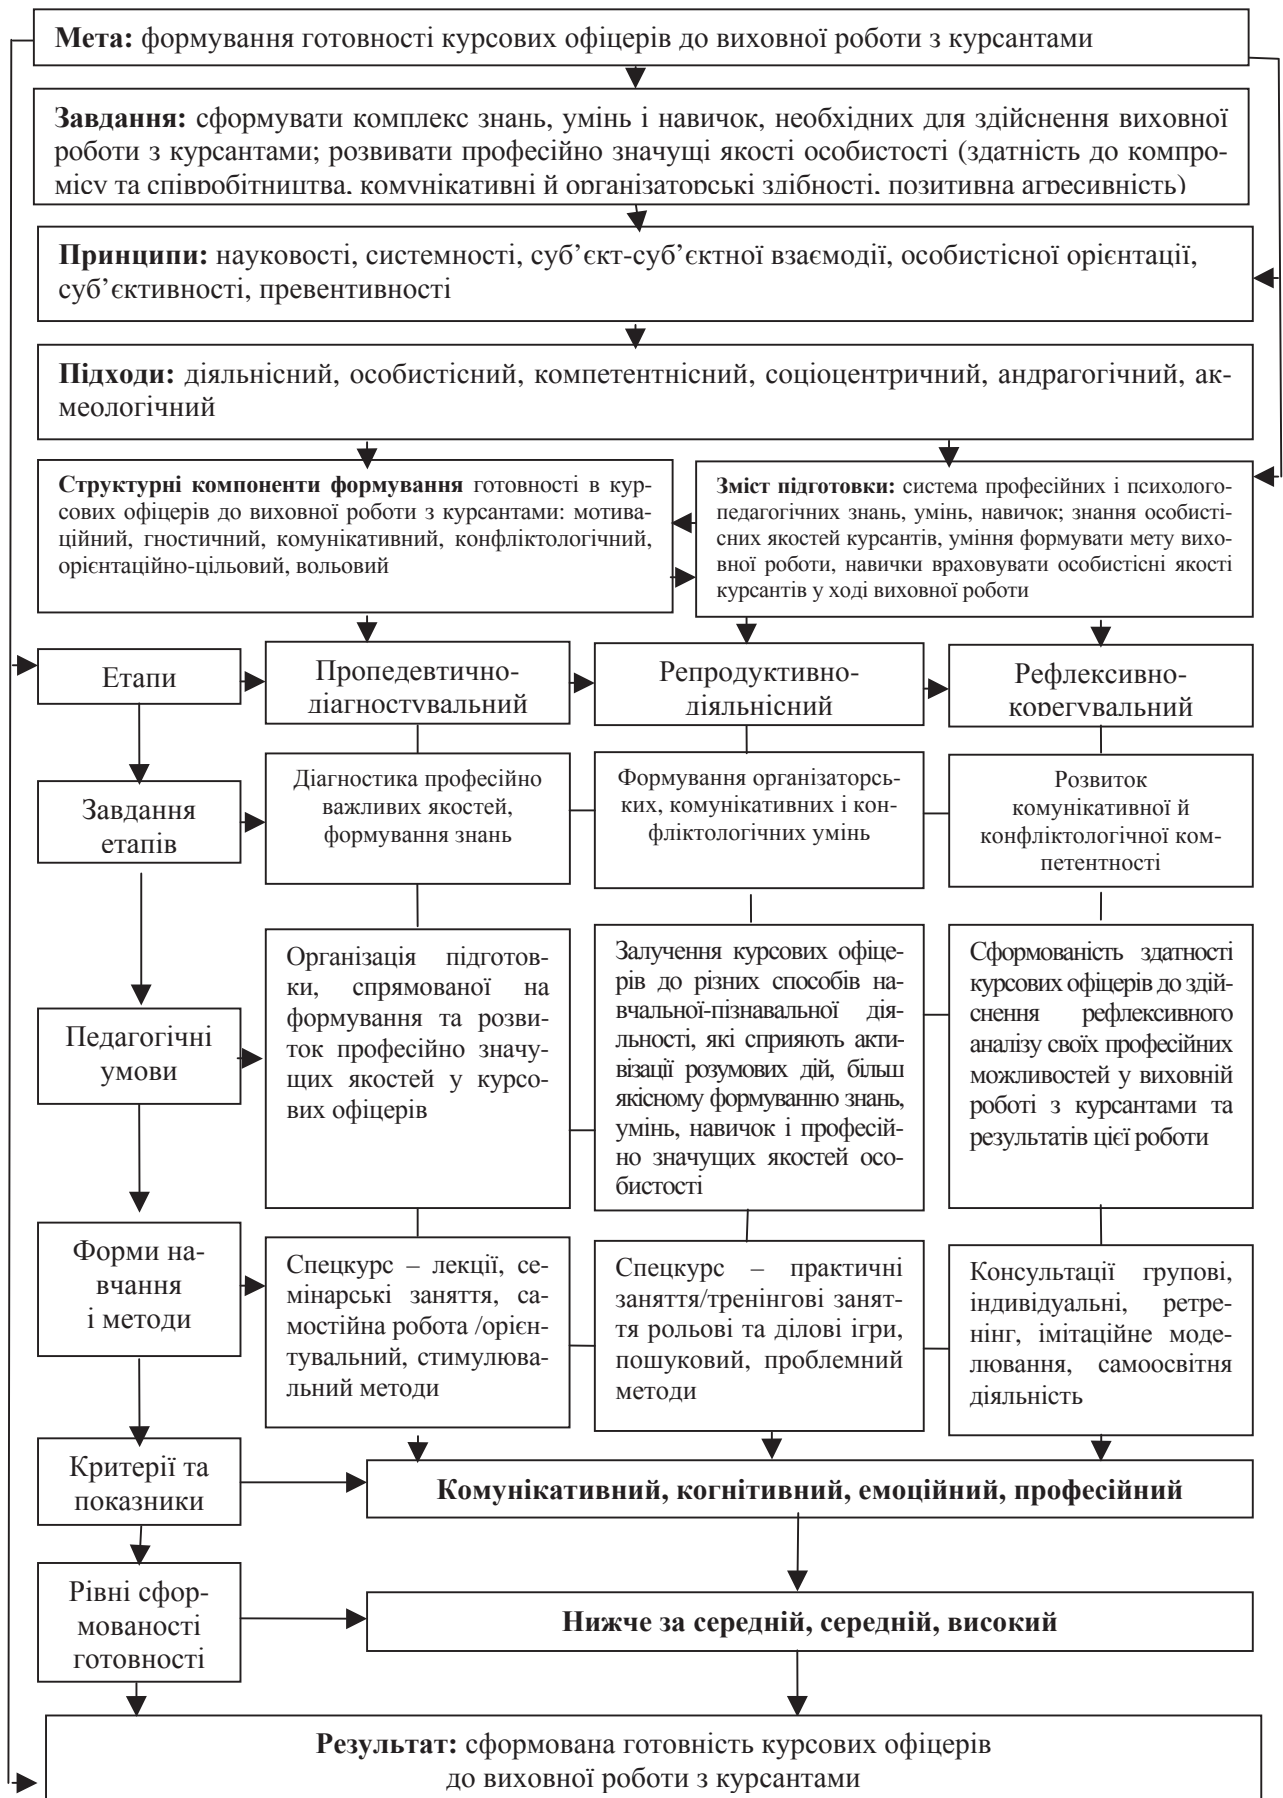 Мета: формування готовності курсових офіцерів до виховної роботи з курсантами
Завдання: сформувати комплекс знань, умінь і навичок, необхідних для здійснення виховної
роботи з курсантами; розвивати професійно значущі якості особистості (здатність до компро-
місу та співробітництва, комунікативні й організаторські здібності, позитивна агресивність)
Принципи: науковості, системності, суб’єкт-суб’єктної взаємодії, особистісної орієнтації,
суб’єктивності, превентивності
Підходи: діяльнісний, особистісний, компетентнісний, соціоцентричний, андрагогічний, ак-
меологічний
Структурні компоненти формування готовності в кур-
сових офіцерів до виховної роботи з курсантами: мотива-
ційний, гностичний, комунікативний, конфліктологічний,
орієнтаційно-цільовий, вольовий
Зміст підготовки: система професійних і психолого-
педагогічних знань, умінь, навичок; знання особисті-
сних якостей курсантів, уміння формувати мету вихо-
вної роботи, навички враховувати особистісні якості
курсантів у ході виховної роботи
Етапи
Пропедевтично-
діагностувальний
Репродуктивно-
діяльнісний
Рефлексивно-
корегувальний
Завдання
етапів
Діагностика професійно
важливих якостей,
формування знань
Формування організаторсь-
ких, комунікативних і кон-
фліктологічних умінь
Розвиток
комунікативної й
конфліктологічної ком-
петентності
Педагогічні
умови
Організація підготов-
ки, спрямованої на
формування та розви-
ток професійно значу-
щих якостей у курсо-
вих офіцерів
Залучення курсових офіце-
рів до різних способів на-
вчальної-пізнавальної дія-
льності, які сприяють акти-
візації розумових дій, більш
якісному формуванню знань,
умінь, навичок і професій-
но значущих якостей осо-
бистості
Сформованість здатності
курсових офіцерів до здій-
снення рефлексивного
аналізу своїх професійних
можливостей у виховній
роботі з курсантами та
результатів цієї роботи
Форми на-
вчання
і методи
Спецкурс – лекції, се-
мінарські заняття, са-
мостійна робота /орієн-
тувальний, стимулюва-
льний методи
Спецкурс – практичні
заняття/тренінгові занят-
тя рольові та ділові ігри,
пошуковий, проблемний
методи
Консультації групові,
індивідуальні, ретре-
нінг, імітаційне моде-
лювання, самоосвітня
діяльність
Критерії та
показники
Комунікативний, когнітивний, емоційний, професійний
Рівні сфор-
мованості
готовності
Нижче за середній, середній, високий
Результат: сформована готовність курсових офіцерів
до виховної роботи з курсантами